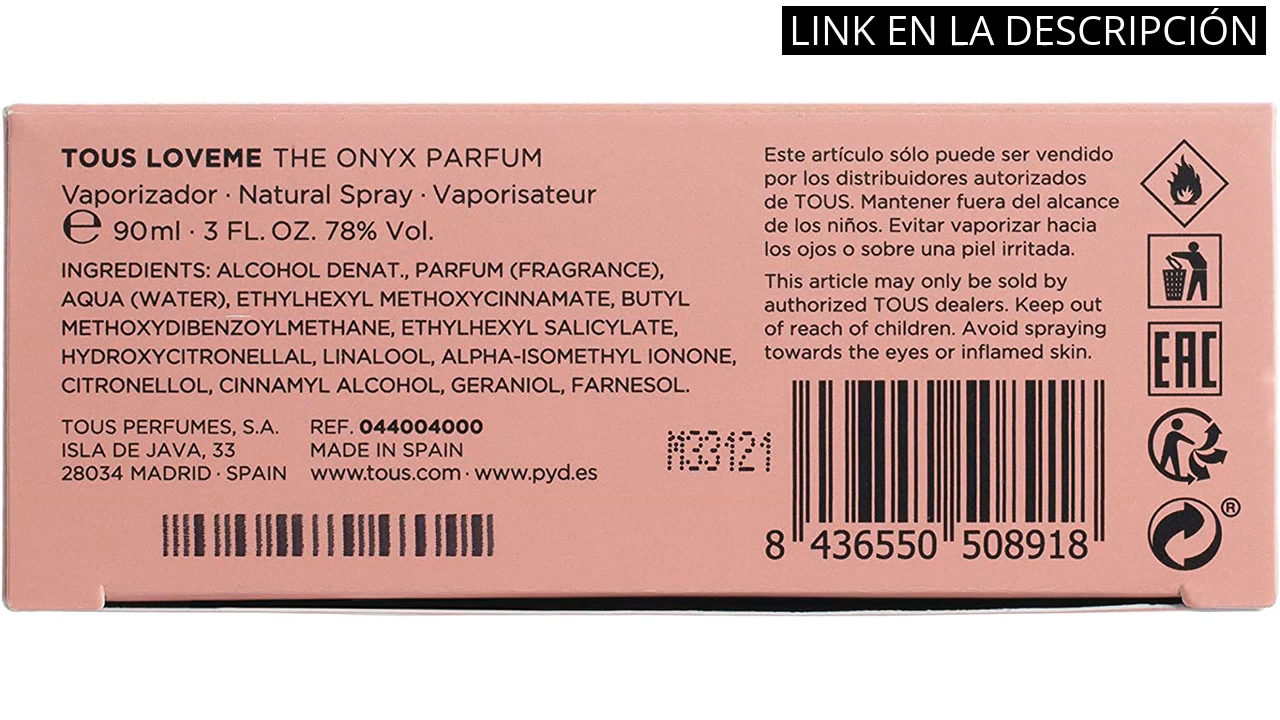 LINK EN LA DESCRIPCIÓN
TOUS LOVEME THE ONYX PARFUM
Vaporizador · Natural Spray · Vaporisateur
℮ 90ml · 3 FL. OZ. 78% Vol.
INGREDIENTS: ALCOHOL DENAT., PARFUM (FRAGRANCE),
AQUA (WATER), ETHYLHEXYL METHOXYCINNAMATE, BUTYL
METHOXYDIBENZOYLMETHANE, ETHYLHEXYL SALICYLATE,
HYDROXYCITRONELLAL, LINALOOL, ALPHA-ISOMETHYL IONONE,
CITRONELLOL, CINNAMYL ALCOHOL, GERANIOL, FARNESOL.
TOUS PERFUMES, S.A.
ISLA DE JAVA, 33
28034 MADRID · SPAIN
REF. 044004000
MADE IN SPAIN
www.tous.com · www.pyd.es
M33121
Este artículo sólo puede ser vendido
por los distribuidores autorizados
de TOUS. Mantener fuera del alcance
de los niños. Evitar vaporizar hacia
los ojos o sobre una piel irritada.
This article may only be sold by
authorized TOUS dealers. Keep out
of reach of children. Avoid spraying
towards the eyes or inflamed skin.
8 436550 508918
EAC
®